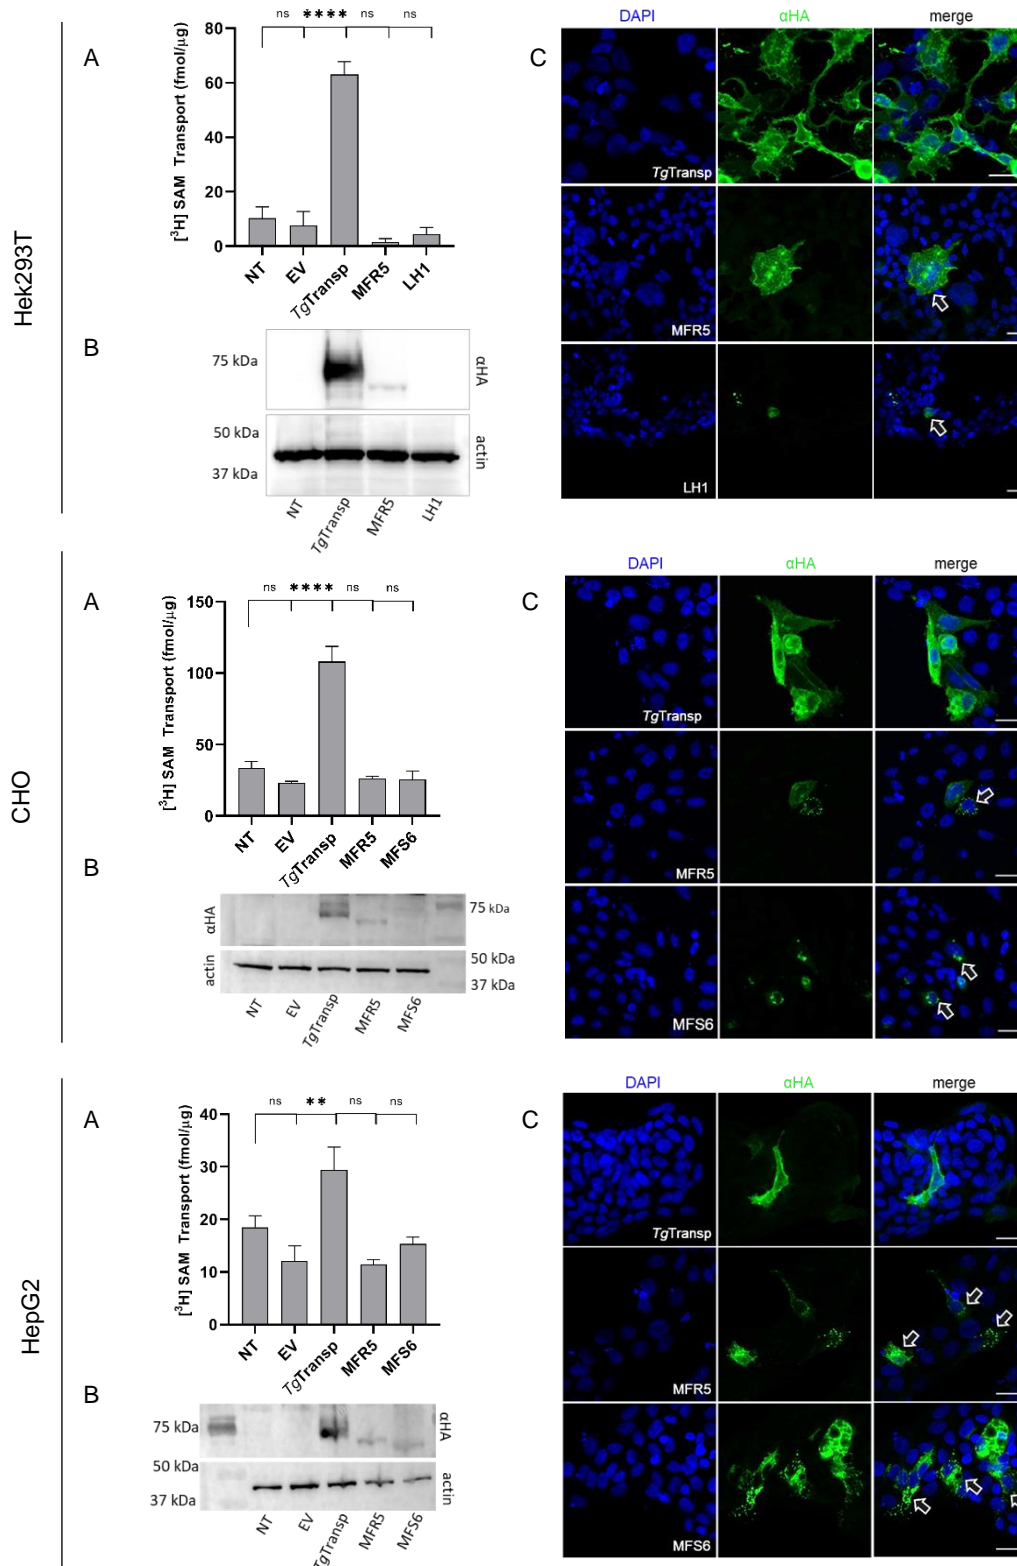 Hek293T
A
ns **** ns ns
80
60
40
20
0
[³H] SAM Transport (fmol/µg)
NT
EV
TgTransp
MFR5
LH1
B
75 kDa
αHA
50 kDa
37 kDa
actin
NT
TgTransp
MFR5
LH1
C
DAPI αHA merge
TgTransp
MFR5
LH1
CHO
A
ns **** ns ns
150
100
50
0
[³H] SAM Transport (fmol/µg)
NT
EV
TgTransp
MFR5
MFS6
B
αHA
75 kDa
actin
50 kDa
37 kDa
NT
EV
TgTransp
MFR5
MFS6
C
DAPI αHA merge
TgTransp
MFR5
MFS6
HepG2
A
ns ** ns ns
40
30
20
10
0
[³H] SAM Transport (fmol/µg)
NT
EV
TgTransp
MFR5
MFS6
B
75 kDa
αHA
50 kDa
37 kDa
actin
NT
EV
TgTransp
MFR5
MFS6
C
DAPI αHA merge
TgTransp
MFR5
MFS6